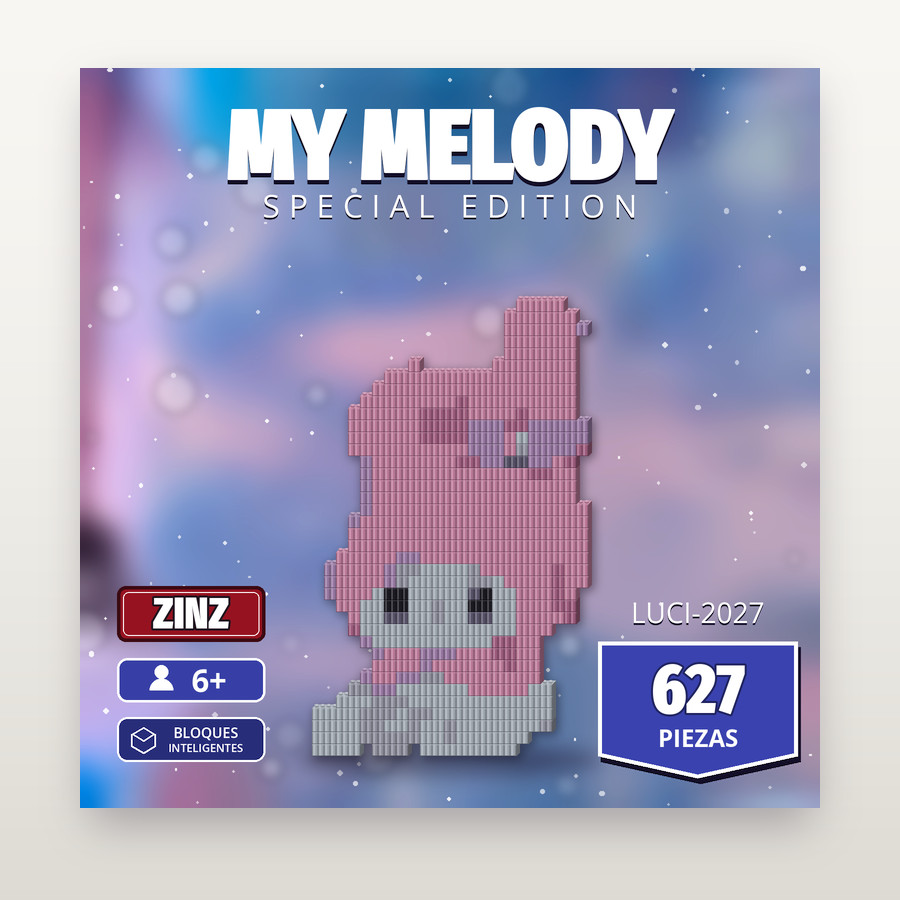 MY MELODY
SPECIAL EDITION
ZINZ
6+
BLOQUES
INTELIGENTES
LUCI-2027
627
PIEZAS